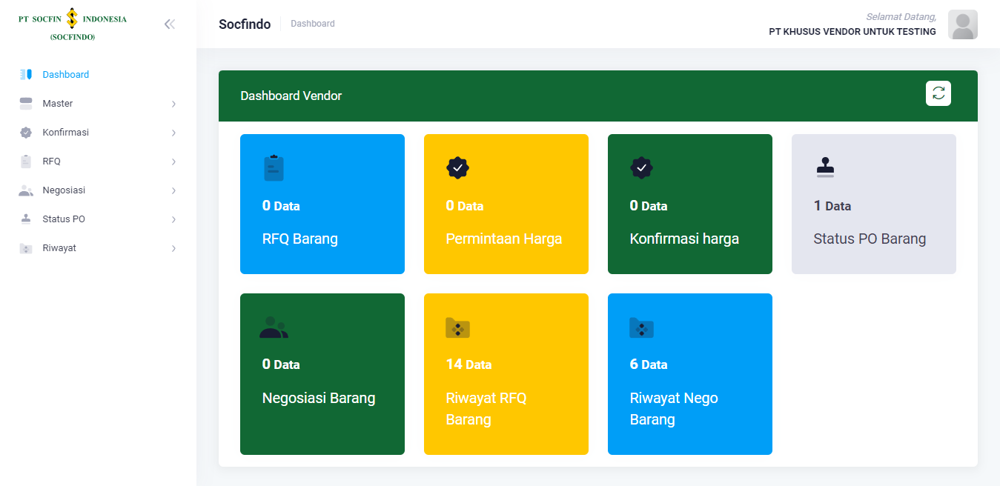 PT SOCFIN INDONESIA
(SOCFINDO)
Socfindo
Dashboard
Selamat Datang,
PT KHUSUS VENDOR UNTUK TESTING
Dashboard
Master
Konfirmasi
RFQ
Negosiasi
Status PO
Riwayat
Dashboard Vendor
0 Data
RFQ Barang
0 Data
Permintaan Harga
0 Data
Konfirmasi harga
1 Data
Status PO Barang
0 Data
Negosiasi Barang
14 Data
Riwayat RFQ
Barang
6 Data
Riwayat Nego
Barang